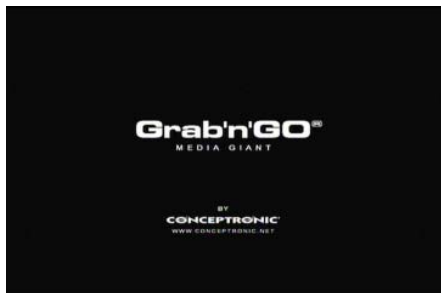 Grab'n'GO®
MEDIA GIANT
BY
CONCEPTRONIC®
WWW.CONCEPTRONIC.NET